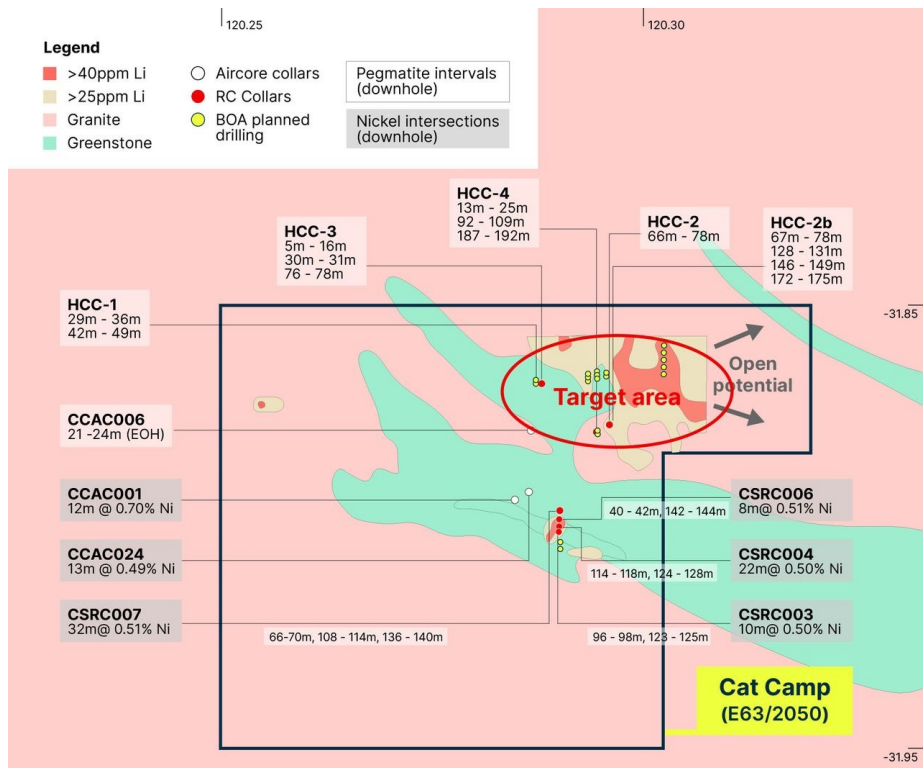 120.25
120.30
Legend
>40ppm Li
>25ppm Li
Granite
Greenstone
Aircore collars
RC Collars
BOA planned
drilling
Pegmatite intervals
(downhole)
Nickel intersections
(downhole)
HCC-4
13m - 25m
92 - 109m
187 - 192m
HCC-3
5m - 16m
30m - 31m
76 - 78m
HCC-2
66m - 78m
HCC-2b
67m - 78m
128 - 131m
146 - 149m
172 - 175m
HCC-1
29m - 36m
42m - 49m
-31.85
Open
potential
Target area
CCAC006
21 -24m (EOH)
CCAC001
12m @ 0.70% Ni
CSRC006
8m@ 0.51% Ni
40 - 42m, 142 - 144m
CCAC024
13m @ 0.49% Ni
CSRC004
22m@ 0.50% Ni
114 - 118m, 124 - 128m
CSRC007
32m@ 0.51% Ni
66-70m, 108 - 114m, 136 - 140m
96 - 98m, 123 - 125m
CSRC003
10m@ 0.50% Ni
Cat Camp
(E63/2050)
-31.95